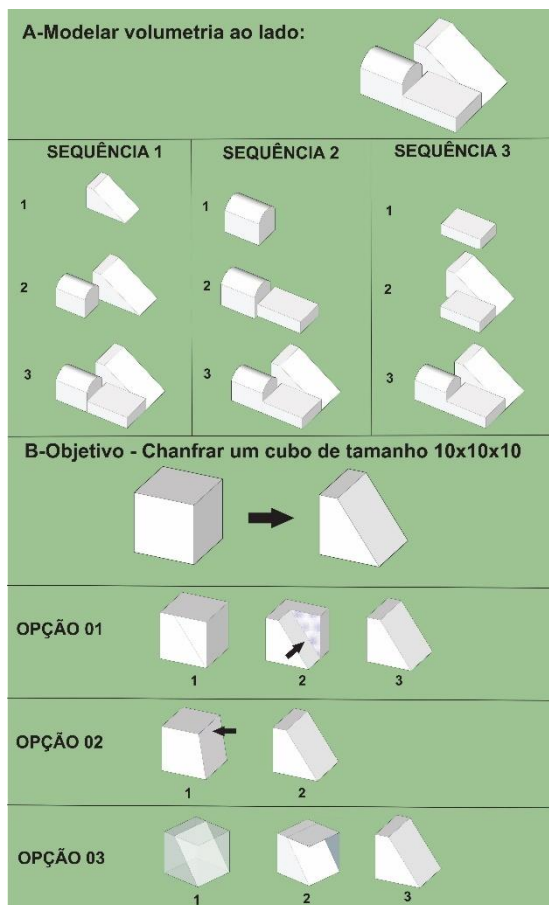 A-Modelar volumetria ao lado:
SEQUÊNCIA 1
SEQUÊNCIA 2
SEQUÊNCIA 3
1
2
3
1
2
3
1
2
3
B-Objetivo - Chanfrar um cubo de tamanho 10x10x10
OPÇÃO 01
1
2
3
OPÇÃO 02
1
2
OPÇÃO 03
1
2
3